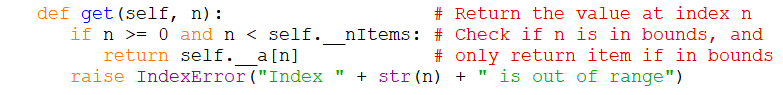 def get(self, n):                   # Return the value at index n
   if n >= 0 and n < self.__nItems: # Check if n is in bounds, and
      return self.__a[n]            # only return item if in bounds
   raise IndexError("Index " + str(n) + " is out of range")